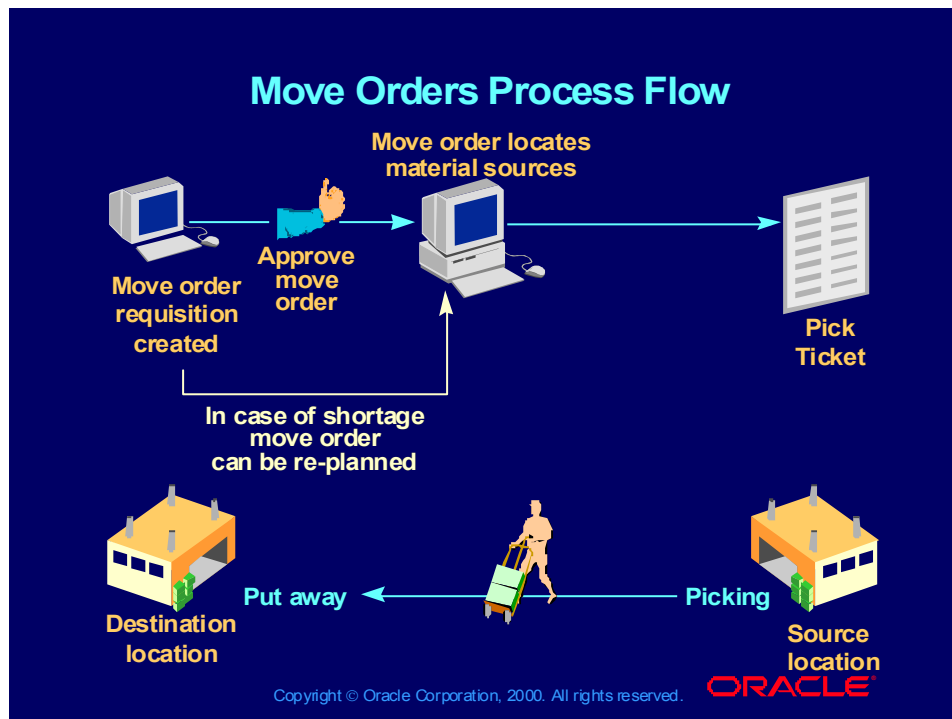 Move Orders Process Flow
Move order locates
material sources
Approve
move
order
Move order
requisition
created
Pick
Ticket
In case of shortage
move order
can be re-planned
Put away
Picking
Destination
location
Source
location
Copyright © Oracle Corporation, 2000. All rights reserved.
ORACLE®